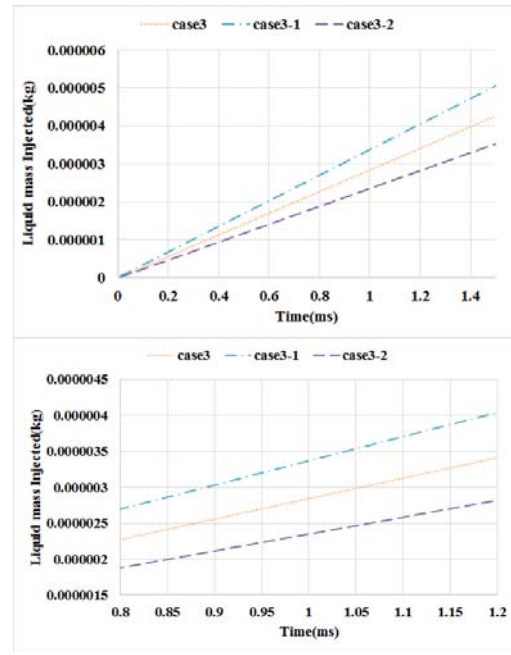 case3 case3-1 case3-2
0.000006
0.000005
0.000004
0.000003
0.000002
0.000001
0
Liquid mass Injected(kg)
0 0.2 0.4 0.6 0.8 1 1.2 1.4
Time(ms)
case3 case3-1 case3-2
0.0000045
0.000004
0.0000035
0.000003
0.0000025
0.000002
0.0000015
Liquid mass Injected(kg)
0.8 0.85 0.9 0.95 1 1.05 1.1 1.15 1.2
Time(ms)